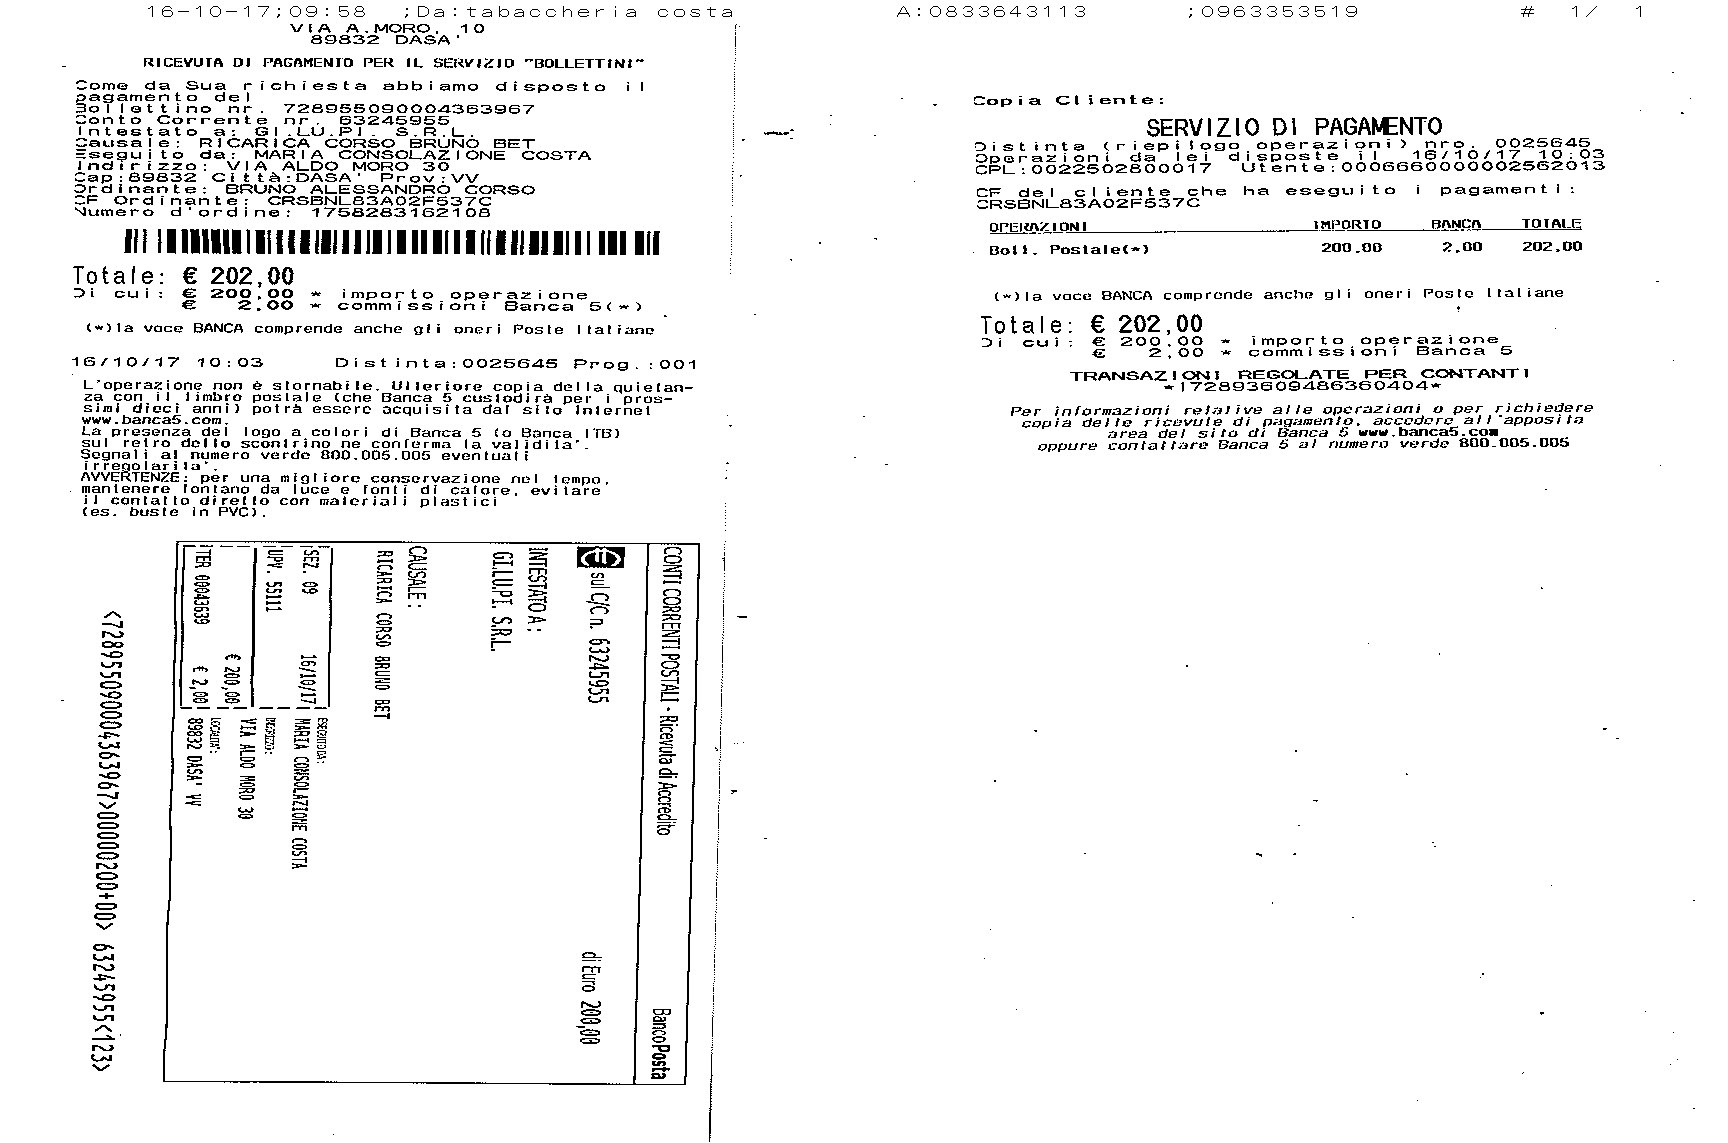 16-10-17;09:58 ;Da:tabaccheria costa A:0833643113 ;0963353519 # 1/ 1
VIA A.MORO, 10
89832 DASA'
RICEVUTA DI PAGAMENTO PER IL SERVIZIO "BOLLETTINI"
Come da Sua richiesta abbiamo disposto il
pagamento del
Bollettino nr. 728955090004363967
Conto Corrente nr. 63245955
Intestato a: GI.LU.PI. S.R.L.
Causale: RICARICA CORSO BRUNO BET
Eseguito da: MARIA CONSOLAZIONE COSTA
Indirizzo: VIA ALDO MORO 30
Cap:89832 Città:DASA' Prov:VV
Ordinante: BRUNO ALESSANDRO CORSO
CF Ordinante: CRSBNL83A02F537C
Numero d'ordine: 1758283162108
Totale: € 202,00
Di cui: € 200,00 * importo operazione
€ 2,00 * commissioni Banca 5(*)
(*)la voce BANCA comprende anche gli oneri Poste Italiane
16/10/17 10:03 Distinta:0025645 Prog.:001
L'operazione non è stornabile. Ulteriore copia della quietan-
za con il timbro postale (che Banca 5 custodirà per i pros-
simi dieci anni) potrà essere acquisita dal sito Internet
www.banca5.com.
La presenza del logo a colori di Banca 5 (o Banca ITB)
sul retro dello scontrino ne conferma la validita'.
Segnali al numero verde 800.005.005 eventuali
irregolarita'.
AVVERTENZE: per una migliore conservazione nel tempo,
mantenere lontano da luce e fonti di calore, evitare
il contatto diretto con materiali plastici
(es. buste in PVC).
CONTI CORRENTI POSTALI - Ricevuta di Accredito BancoPosta
sul C/C n. 63245955 di Euro 200,00
INTESTATO A:
GI.LU.PI. S.R.L.
CAUSALE:
RICARICA CORSO BRUNO BET
SEZ. 09 16/10/17
UPV. 55111
€ 200,00
TER 00043639 € 2,00
ESEGUITO DA:
MARIA CONSOLAZIONE COSTA
INDIRIZZO:
VIA ALDO MORO 30
LOCALITA':
89832 DASA' VV
<728955090004363967>00000200+00> 63245955<123>
Copia Cliente:
SERVIZIO DI PAGAMENTO
Distinta (riepilogo operazioni) nro. 0025645
Operazioni da lei disposte il 16/10/17 10:03
CPL:0022502800017 Utente:0006660000002562013
CF del cliente che ha eseguito i pagamenti:
CRSBNL83A02F537C
OPERAZIONI IMPORTO BANCA TOTALE
Boll. Postale(*) 200.00 2.00 202.00
(*)la voce BANCA comprende anche gli oneri Poste Italiane
Totale: € 202,00
Di cui: € 200,00 * importo operazione
€ 2,00 * commissioni Banca 5
TRANSAZIONI REGOLATE PER CONTANTI
*1728936094863​60404*
Per informazioni relative alle operazioni o per richiedere
copia delle ricevute di pagamento, accedere all'apposita
area del sito di Banca 5 www.banca5.com
oppure contattare Banca 5 al numero verde 800.005.005